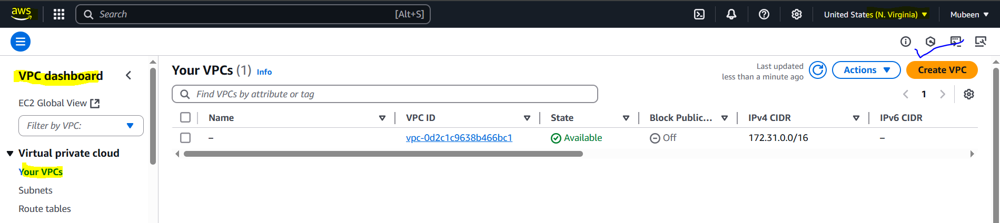 aws Search [Alt+S] United States (N. Virginia) Mubeen
VPC dashboard
EC2 Global View
Filter by VPC:
Virtual private cloud
Your VPCs
Subnets
Route tables
Your VPCs (1) Info
Last updated
less than a minute ago
Actions
Create VPC
Find VPCs by attribute or tag
1
Name VPC ID State Block Public... IPv4 CIDR IPv6 CIDR
– vpc-0d2c1c9638b466bc1 Available Off 172.31.0.0/16 –